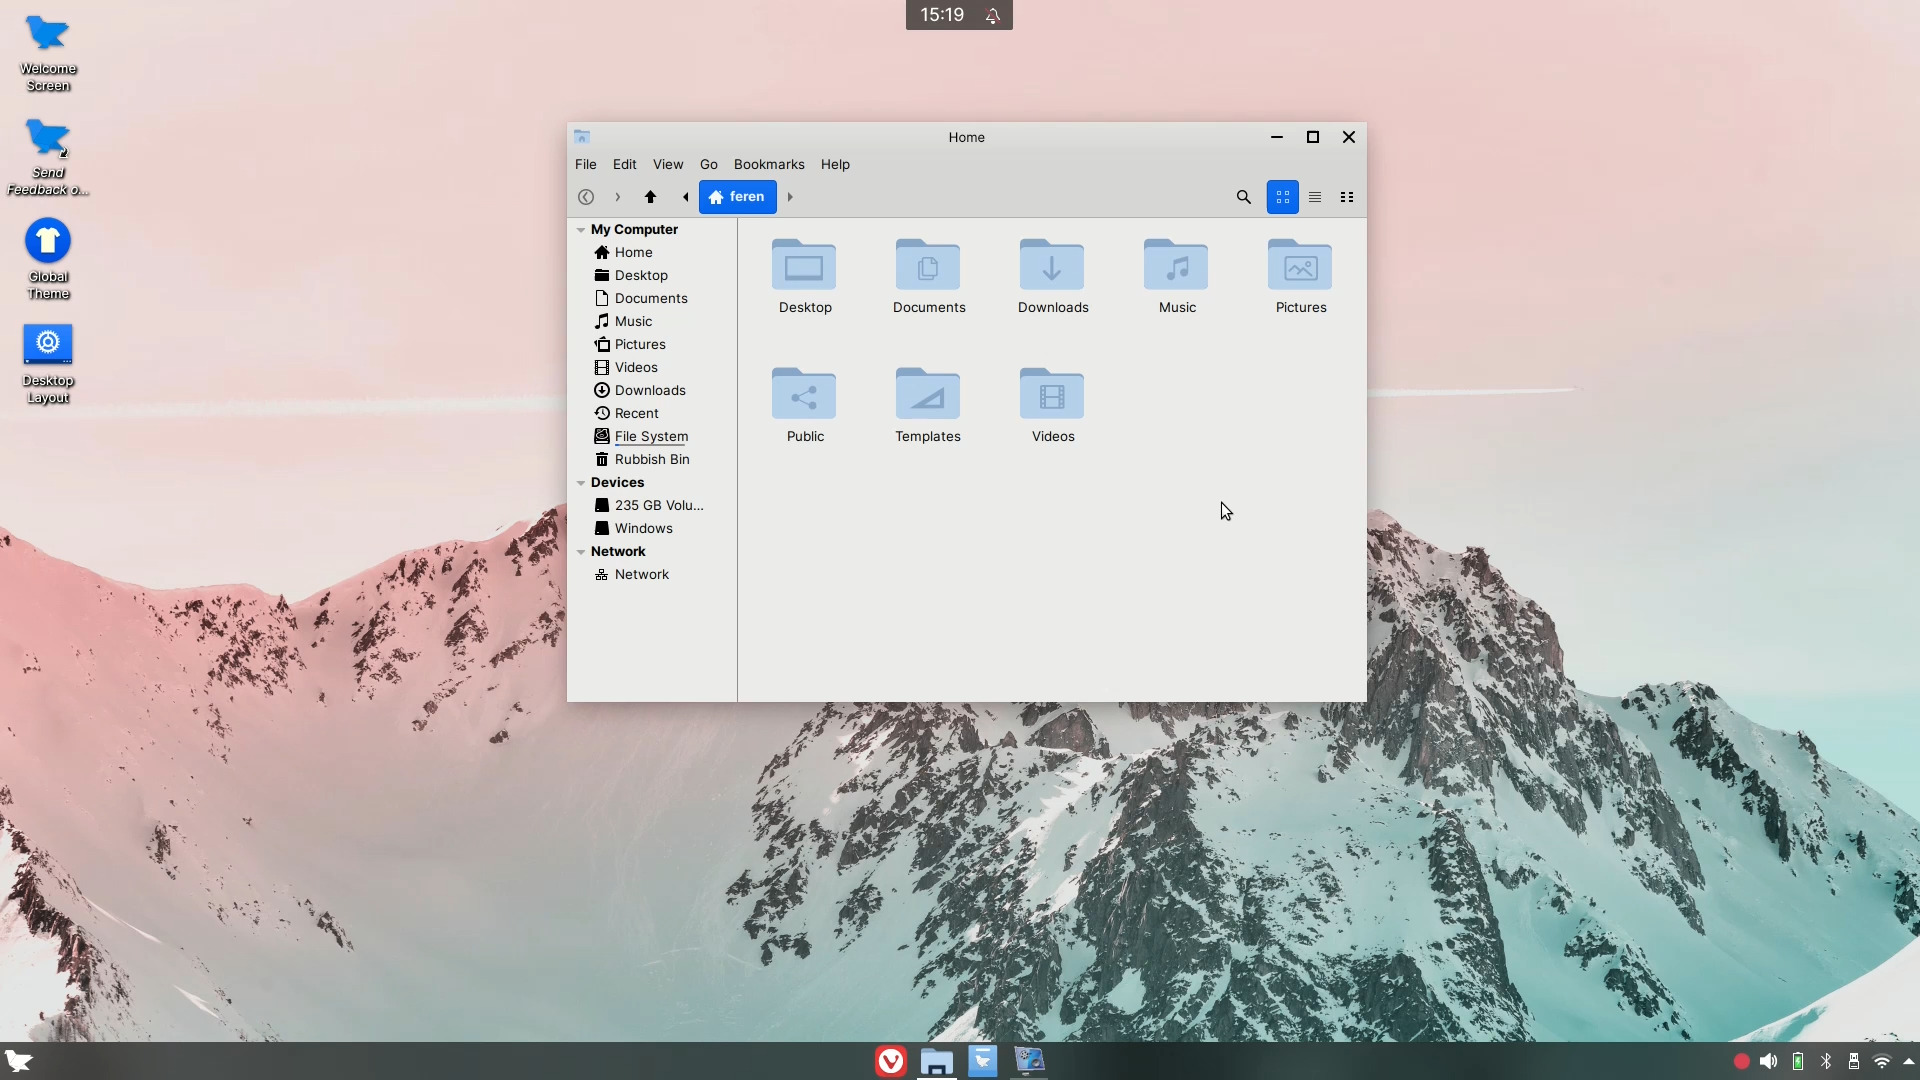 15:19
Welcome
Screen
Send
Feedback o...
Global
Theme
Desktop
Layout
Home
File Edit View Go Bookmarks Help
feren
My Computer
Home
Desktop
Documents
Music
Pictures
Videos
Downloads
Recent
File System
Rubbish Bin
Devices
235 GB Volu...
Windows
Network
Network
Desktop Documents Downloads Music Pictures
Public Templates Videos